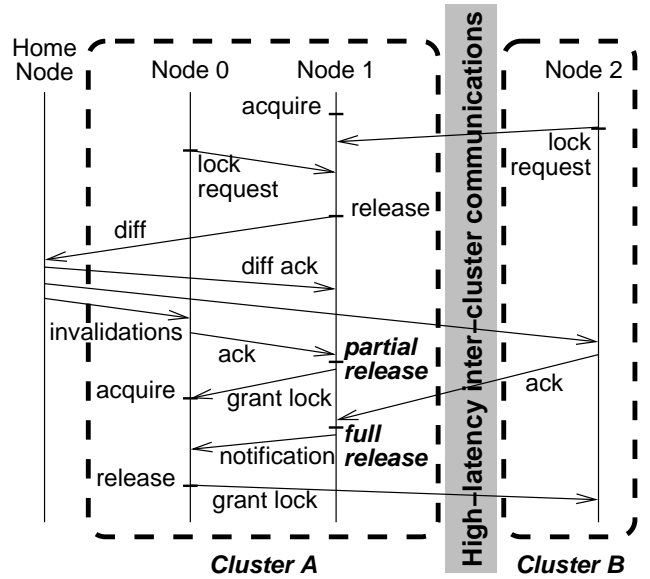 Home
Node
Node 0
Node 1
Node 2
High-latency inter-cluster communications
acquire
lock
request
lock
request
release
diff
diff ack
invalidations
ack
partial
release
acquire
grant lock
ack
full
release
notification
release
grant lock
Cluster A
Cluster B